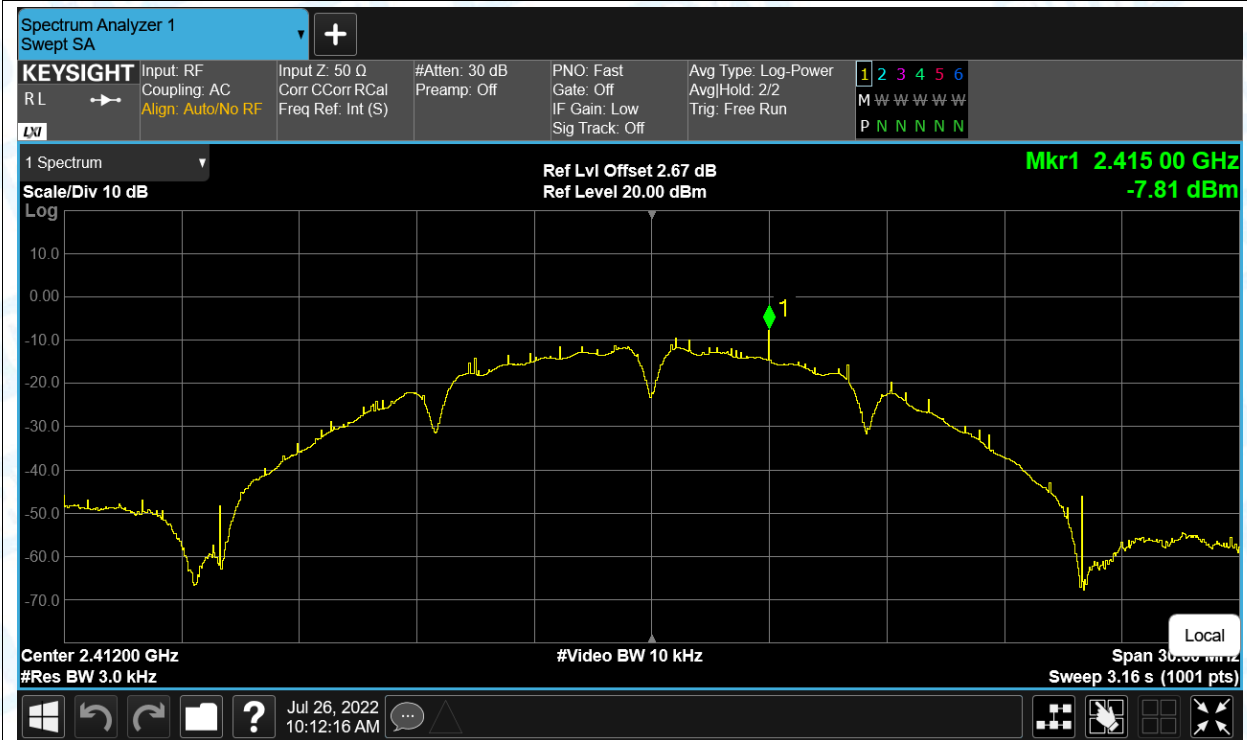 Spectrum Analyzer 1
Swept SA
+
KEYSIGHT
R L
LXI
Input: RF
Coupling: AC
Align: Auto/No RF
Input Z: 50 Ω
Corr CCorr RCal
Freq Ref: Int (S)
#Atten: 30 dB
Preamp: Off
PNO: Fast
Gate: Off
IF Gain: Low
Sig Track: Off
Avg Type: Log-Power
Avg|Hold: 2/2
Trig: Free Run
1 2 3 4 5 6
M W W W W W
P N N N N N
1 Spectrum
Scale/Div 10 dB
Log
Ref Lvl Offset 2.67 dB
Ref Level 20.00 dBm
Mkr1 2.415 00 GHz
-7.81 dBm
1
10.0
0.00
-10.0
-20.0
-30.0
-40.0
-50.0
-60.0
-70.0
Local
Center 2.41200 GHz
#Video BW 10 kHz
Span 30.00 MHz
#Res BW 3.0 kHz
Sweep 3.16 s (1001 pts)
?
Jul 26, 2022
10:12:16 AM